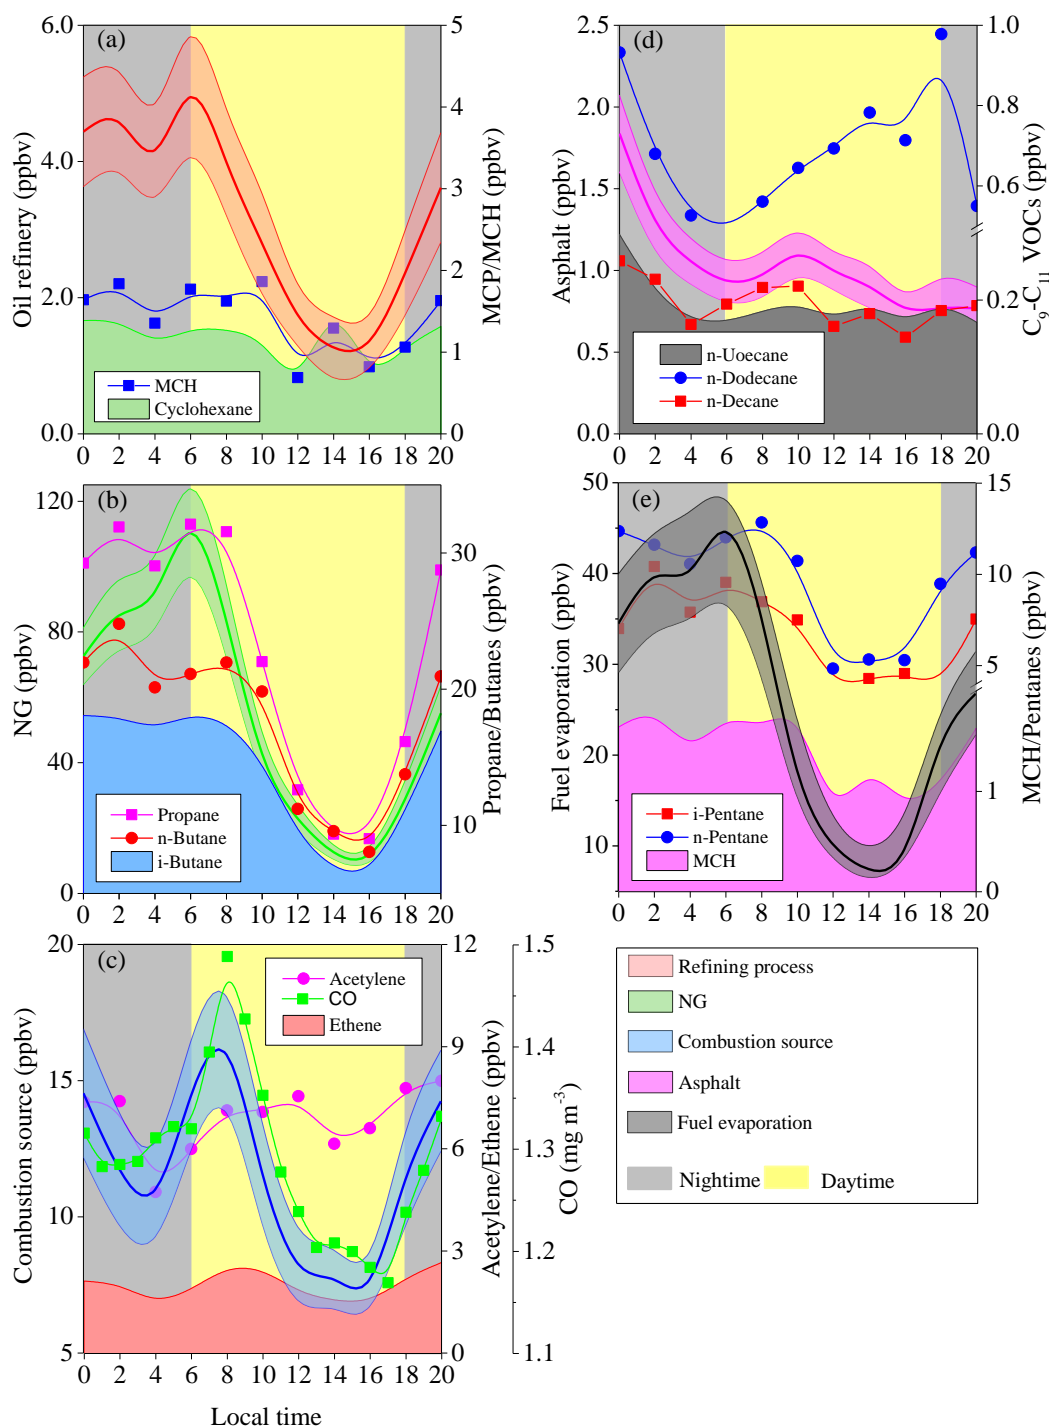 (a)
6.0
4.0
2.0
0.0
Oil refinery (ppbv)
5
4
3
2
1
0
MCP/MCH (ppbv)
MCH
Cyclohexane
0 2 4 6 8 10 12 14 16 18 20
(d)
2.5
2.0
1.5
1.0
0.5
0.0
Asphalt (ppbv)
1.0
0.8
0.6
0.2
0.0
C9-C11 VOCs (ppbv)
n-Uoecane
n-Dodecane
n-Decane
0 2 4 6 8 10 12 14 16 18 20
(b)
120
80
40
0
NG (ppbv)
30
20
10
Propane/Butanes (ppbv)
Propane
n-Butane
i-Butane
0 2 4 6 8 10 12 14 16 18 20
(e)
50
40
30
20
10
Fuel evaporation (ppbv)
15
10
5
1
0
MCH/Pentanes (ppbv)
i-Pentane
n-Pentane
MCH
0 2 4 6 8 10 12 14 16 18 20
(c)
20
15
10
5
Combustion source (ppbv)
12
9
6
3
0
Acetylene/Ethene (ppbv)
1.5
1.4
1.3
1.2
1.1
CO (mg m-3)
Acetylene
CO
Ethene
0 2 4 6 8 10 12 14 16 18 20
Local time
Refining process
NG
Combustion source
Asphalt
Fuel evaporation
Nightime Daytime